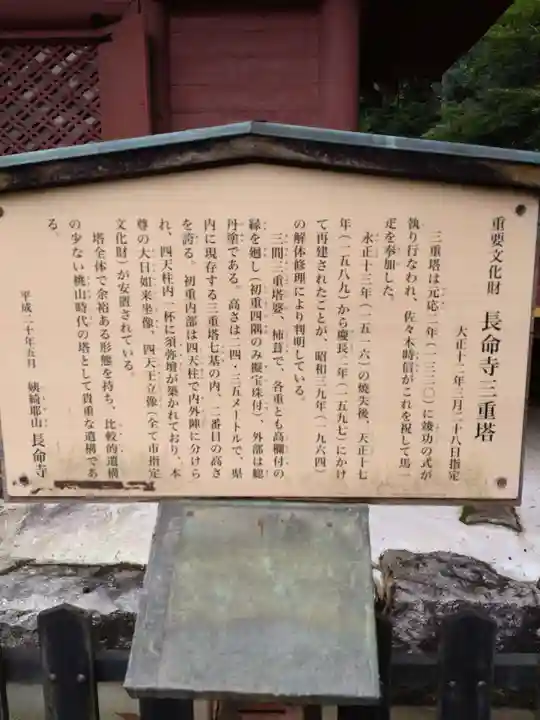 重要文化財　長命寺三重塔
大正十二年三月二十八日指定
三重塔は元応二年（一三二〇）に竣功の式が
執り行なわれ、佐々木時信がこれを祝して馬一
疋を奉加した。
永正十三年（一五一六）の焼失後、天正十七
年（一五八九）から慶長二年（一五九七）にかけ
て再建されたことが、昭和三九年（一九六四）
の解体修理により判明している。
三間三重塔婆、杮葺で、各重とも高欄付の
縁を廻し（初重四隅のみ擬宝珠付）、外部は総
丹塗である。高さは二四・三五メートルで、県
内に現存する三重塔七基の内、二番目の高さ
を誇る。初重内部は四天柱で内外陣に分けら
れ、四天柱内一杯に須弥壇が築かれており、本
尊の大日如来坐像、四天王立像（全て市指定
文化財）が安置されている。
塔全体で余裕ある形態を持ち、比較的遺構
の少ない桃山時代の塔として貴重な遺構であ
る。
平成二十年五月　姨綺耶山　長命寺